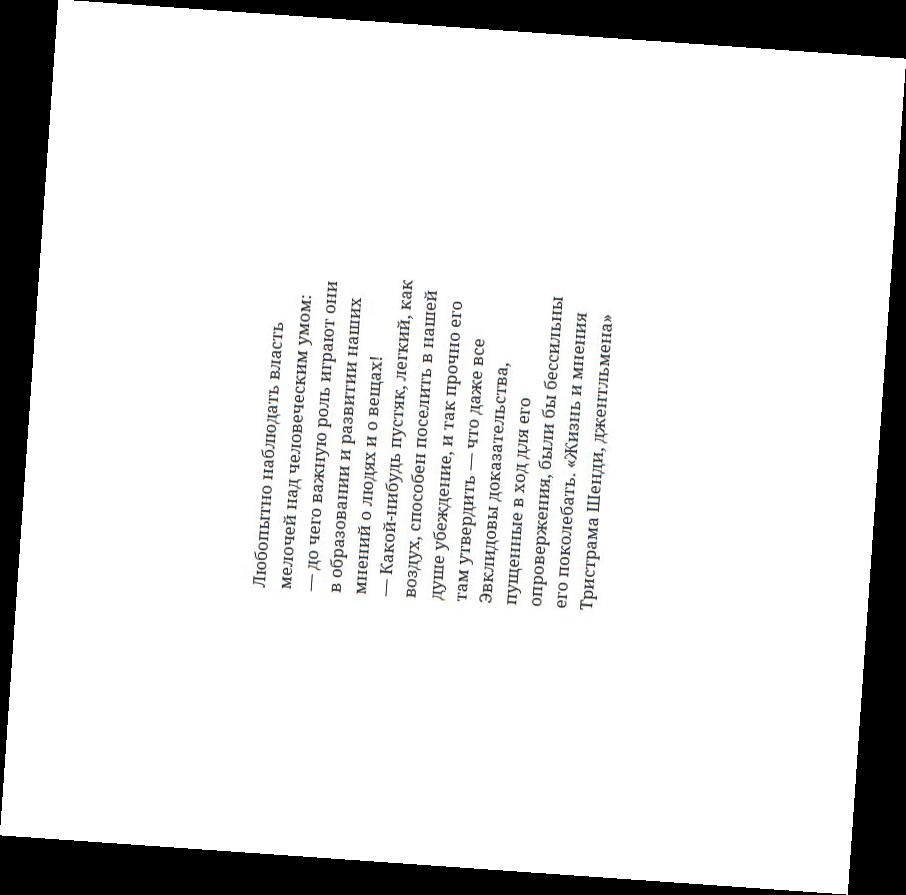 Любопытно наблюдать власть
мелочей над человеческим умом:
— до чего важную роль играют они
в образовании и развитии наших
мнений о людях и о вещах!
— Какой-нибудь пустяк, легкий, как
воздух, способен поселить в нашей
душе убеждение, и так прочно его
там утвердить — что даже все
Эвклидовы доказательства,
пущенные в ход для его
опровержения, были бы бессильны
его поколебать. «Жизнь и мнения
Тристрама Шенди, джентльмена»